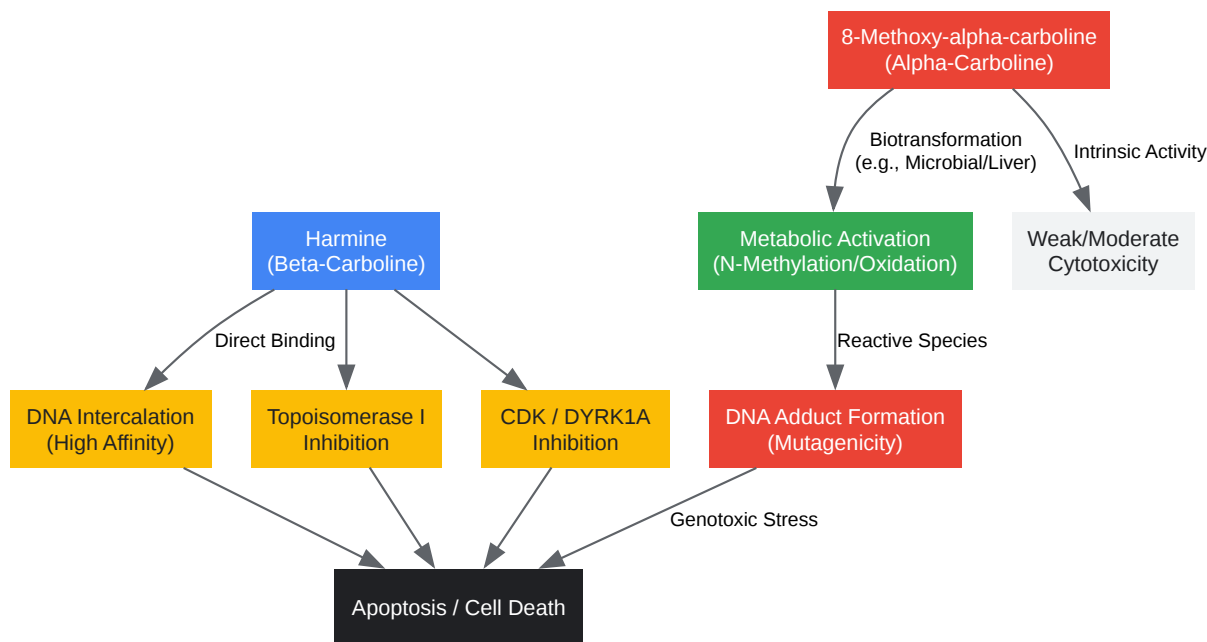 8-Methoxy-alpha-carboline
(Alpha-Carboline)
Biotransformation
(e.g., Microbial/Liver)
Intrinsic Activity
Harmine
(Beta-Carboline)
Metabolic Activation
(N-Methylation/Oxidation)
Weak/Moderate
Cytotoxicity
Direct Binding
Reactive Species
DNA Intercalation
(High Affinity)
Topoisomerase I
Inhibition
CDK / DYRK1A
Inhibition
DNA Adduct Formation
(Mutagenicity)
Genotoxic Stress
Apoptosis / Cell Death